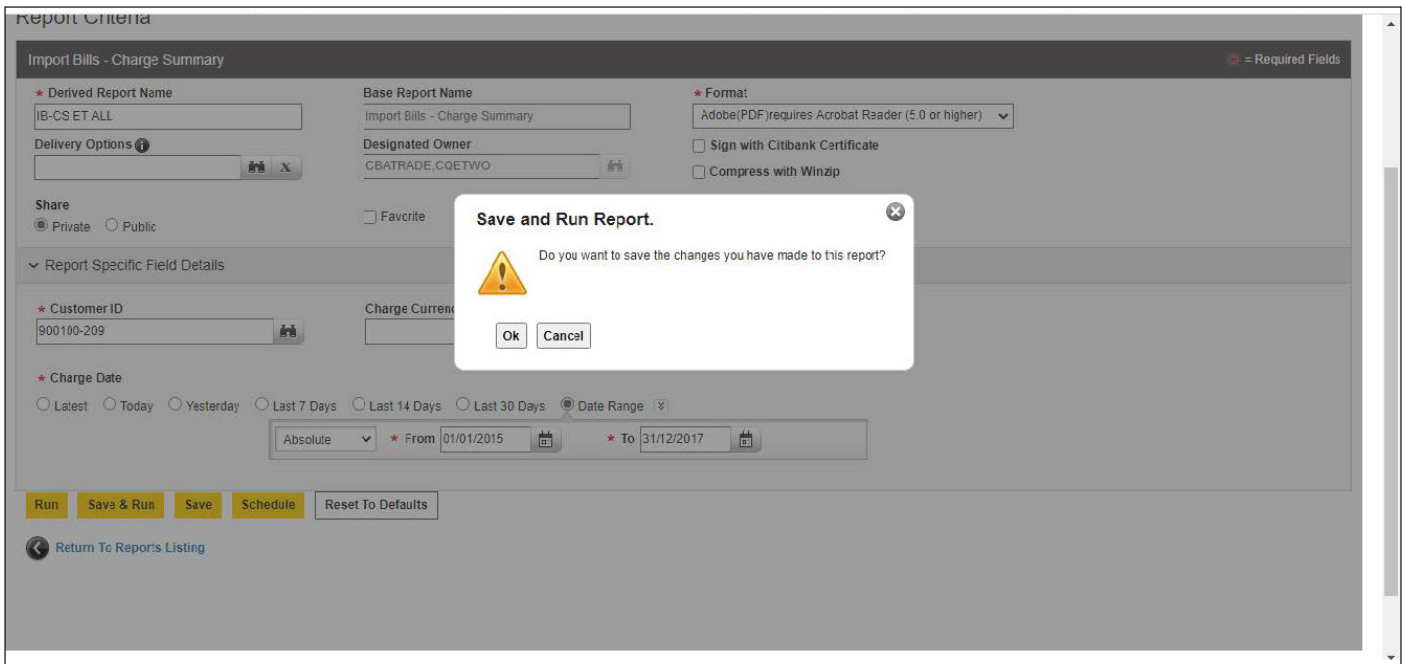 Report Criteria
Import Bills - Charge Summary
= Required Fields
* Derived Report Name
Base Report Name
* Format
IB-CS ET ALL
Import Bills - Charge Summary
Adobe(PDF)requires Acrobat Reader (5.0 or higher)
Delivery Options
Designated Owner
Sign with Citibank Certificate
X
CBATRADE,CQETWO
Compress with Winzip
Share
Private Public
Favorite
Save and Run Report.
Do you want to save the changes you have made to this report?
Ok Cancel
Report Specific Field Details
* Customer ID
Charge Currenc
900100-209
* Charge Date
Latest Today Yesterday Last 7 Days Last 14 Days Last 30 Days Date Range
Absolute * From 01/01/2015 * To 31/12/2017
Run Save & Run Save Schedule Reset To Defaults
Return To Reports Listing